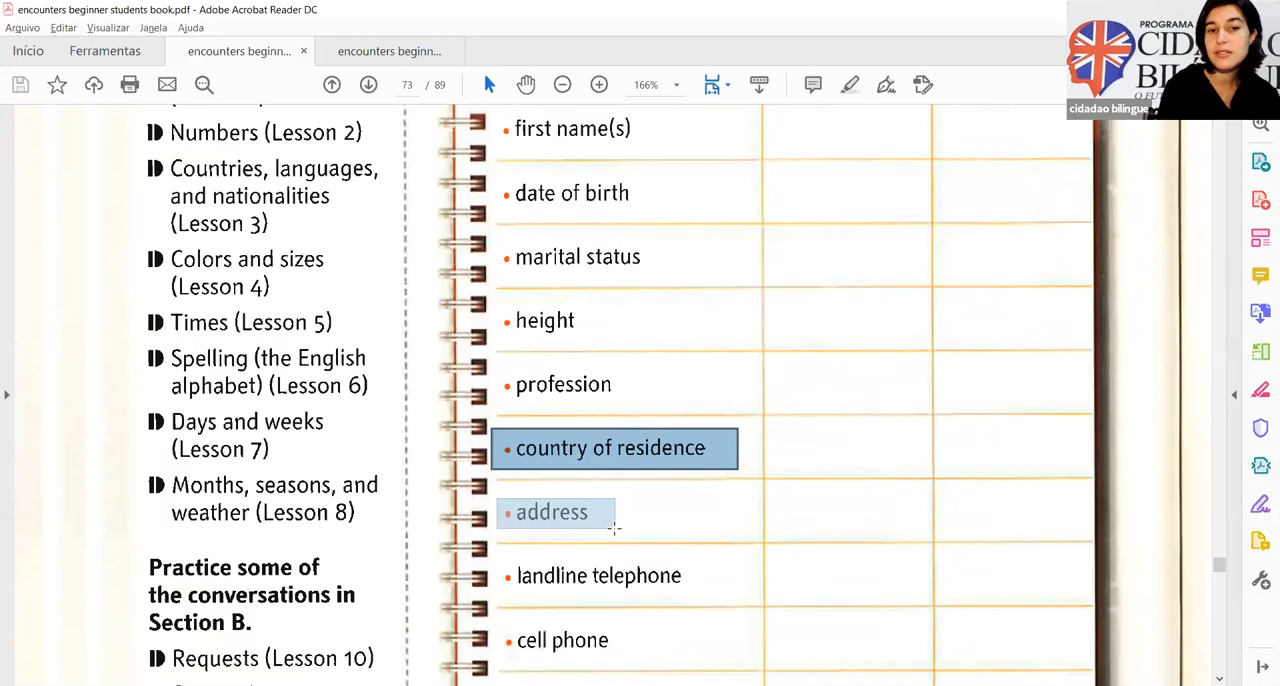 encounters beginner students book.pdf - Adobe Acrobat Reader DC
Arquivo Editar Visualizar Janela Ajuda
Início Ferramentas encounters beginn... × encounters beginn...
73 / 89 166%
PROGRAMA
cidadao bilingue
Numbers (Lesson 2)
Countries, languages,
and nationalities
(Lesson 3)
Colors and sizes
(Lesson 4)
Times (Lesson 5)
Spelling (the English
alphabet) (Lesson 6)
Days and weeks
(Lesson 7)
Months, seasons, and
weather (Lesson 8)
Practice some of
the conversations in
Section B.
Requests (Lesson 10)
• first name(s)
• date of birth
• marital status
• height
• profession
• country of residence
• address
• landline telephone
• cell phone